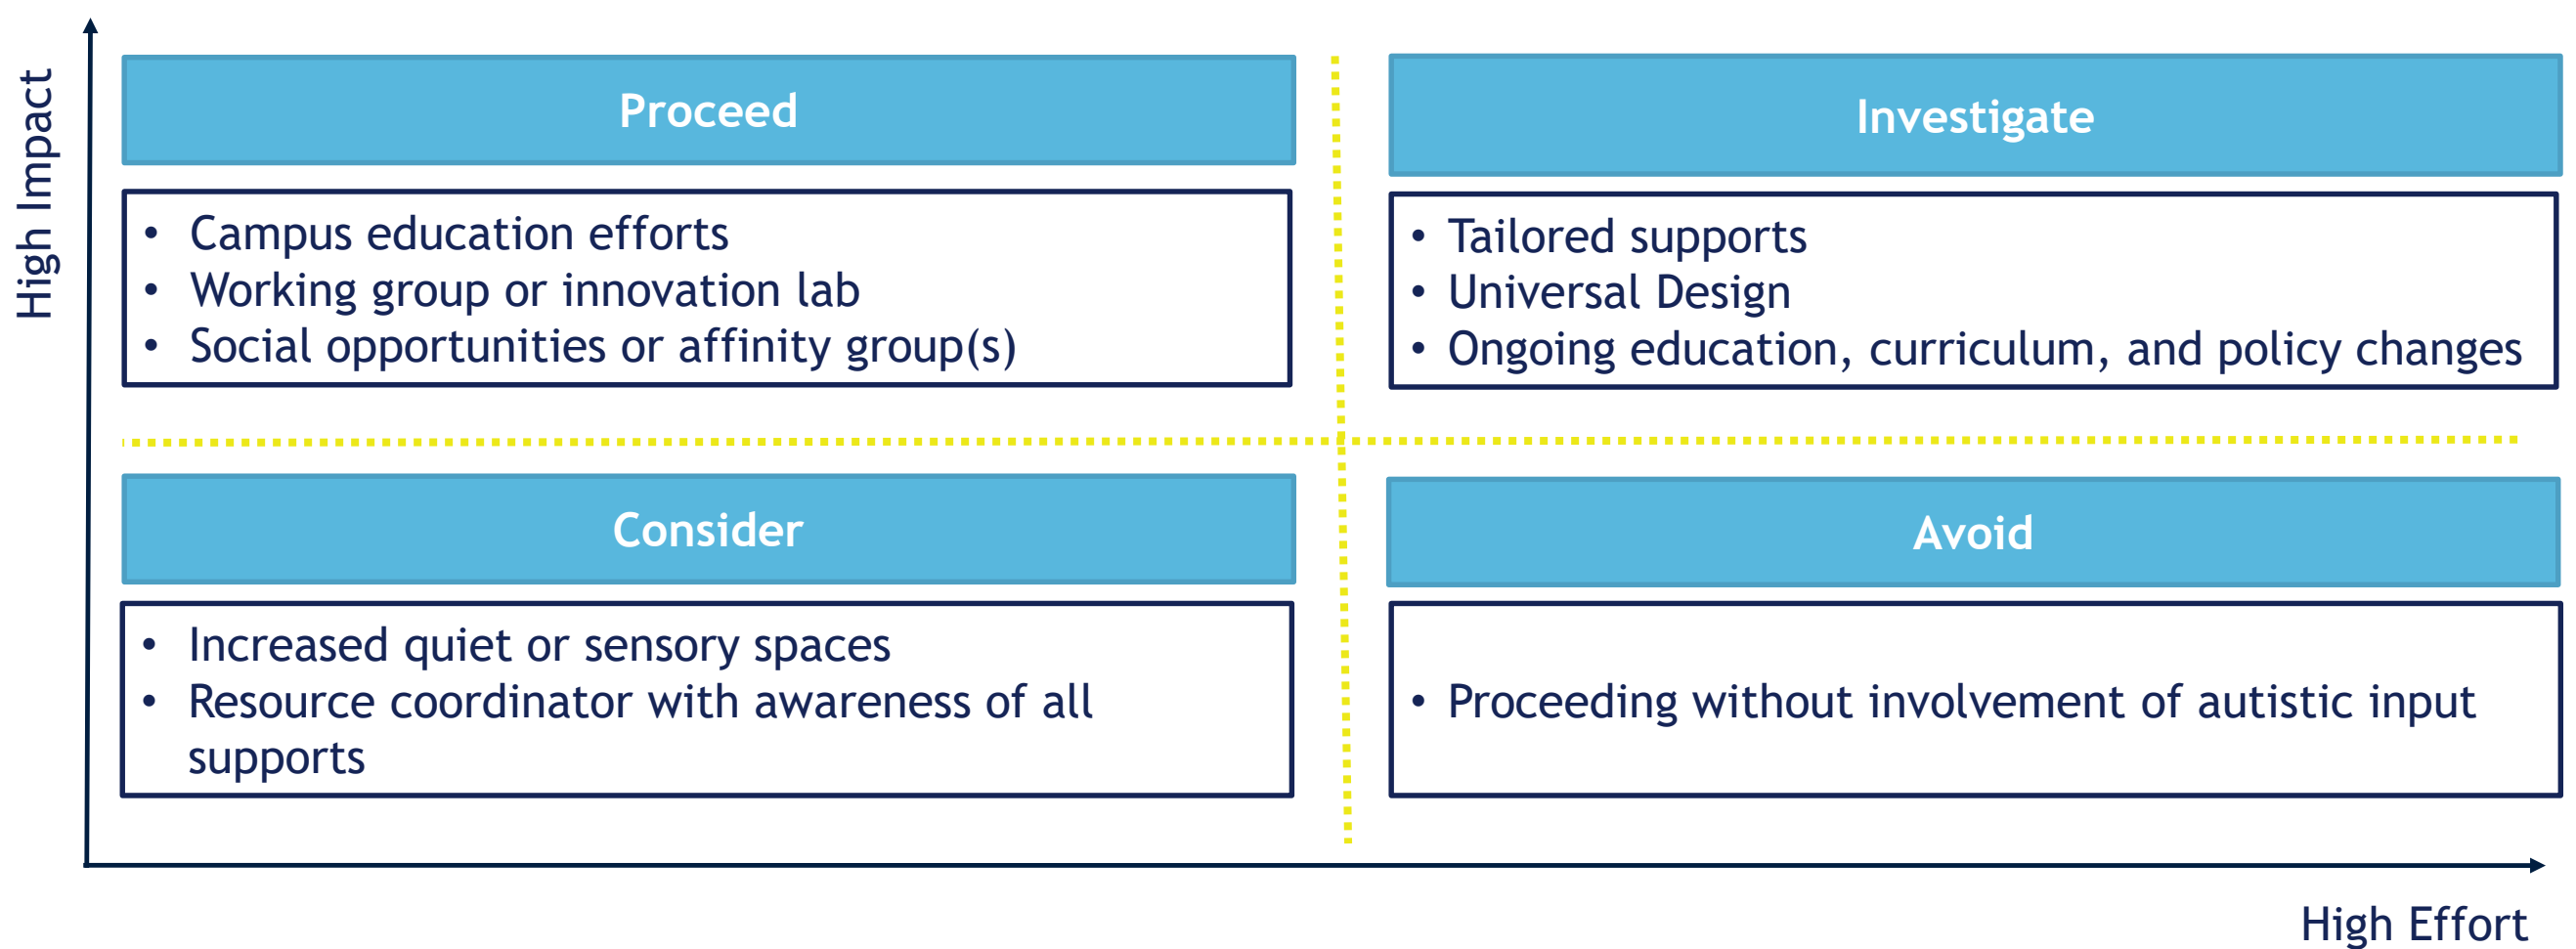 High Impact
Proceed
• Campus education efforts
• Working group or innovation lab
• Social opportunities or affinity group(s)
Investigate
• Tailored supports
• Universal Design
• Ongoing education, curriculum, and policy changes
Consider
• Increased quiet or sensory spaces
• Resource coordinator with awareness of all
supports
Avoid
• Proceeding without involvement of autistic input
High Effort